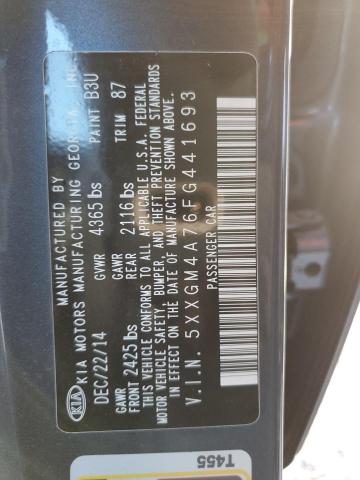 MANUFACTURED BY
KIA KIA MOTORS MANUFACTURING GEORGIA, INC.
DEC/22/14 GVWR 4365 lbs PAINT B3U
GAWR FRONT 2425 lbs GAWR REAR 2116 lbs TRIM 87
THIS VEHICLE CONFORMS TO ALL APPLICABLE U.S.A. FEDERAL
MOTOR VEHICLE SAFETY, BUMPER, AND THEFT PREVENTION STANDARDS
IN EFFECT ON THE DATE OF MANUFACTURE SHOWN ABOVE.
V.I.N. 5XXGM4A76FG441693
PASSENGER CAR
T455